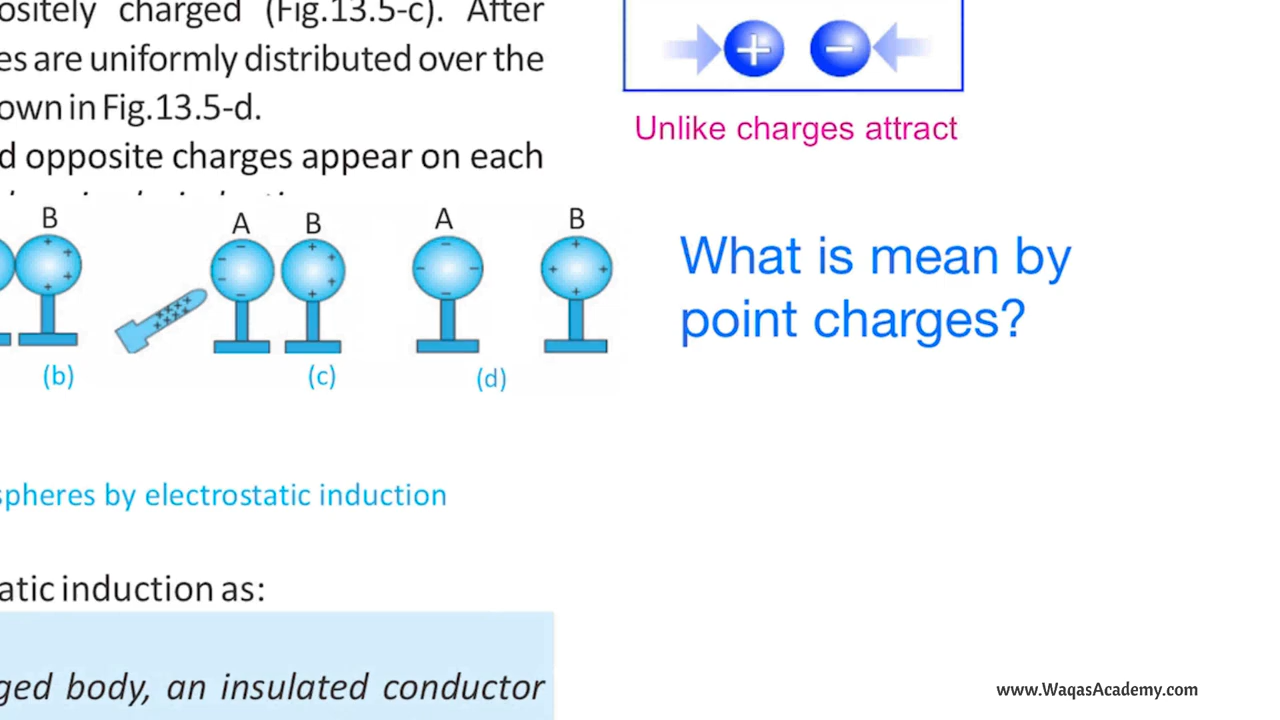 ositely charged (Fig.13.5-c). After
es are uniformly distributed over the
own in Fig.13.5-d.
d opposite charges appear on each
+ −
Unlike charges attract
B
A B
A B
(b)
(c)
(d)
What is mean by
point charges?
spheres by electrostatic induction
atic induction as:
ged body, an insulated conductor
www.WaqasAcademy.com